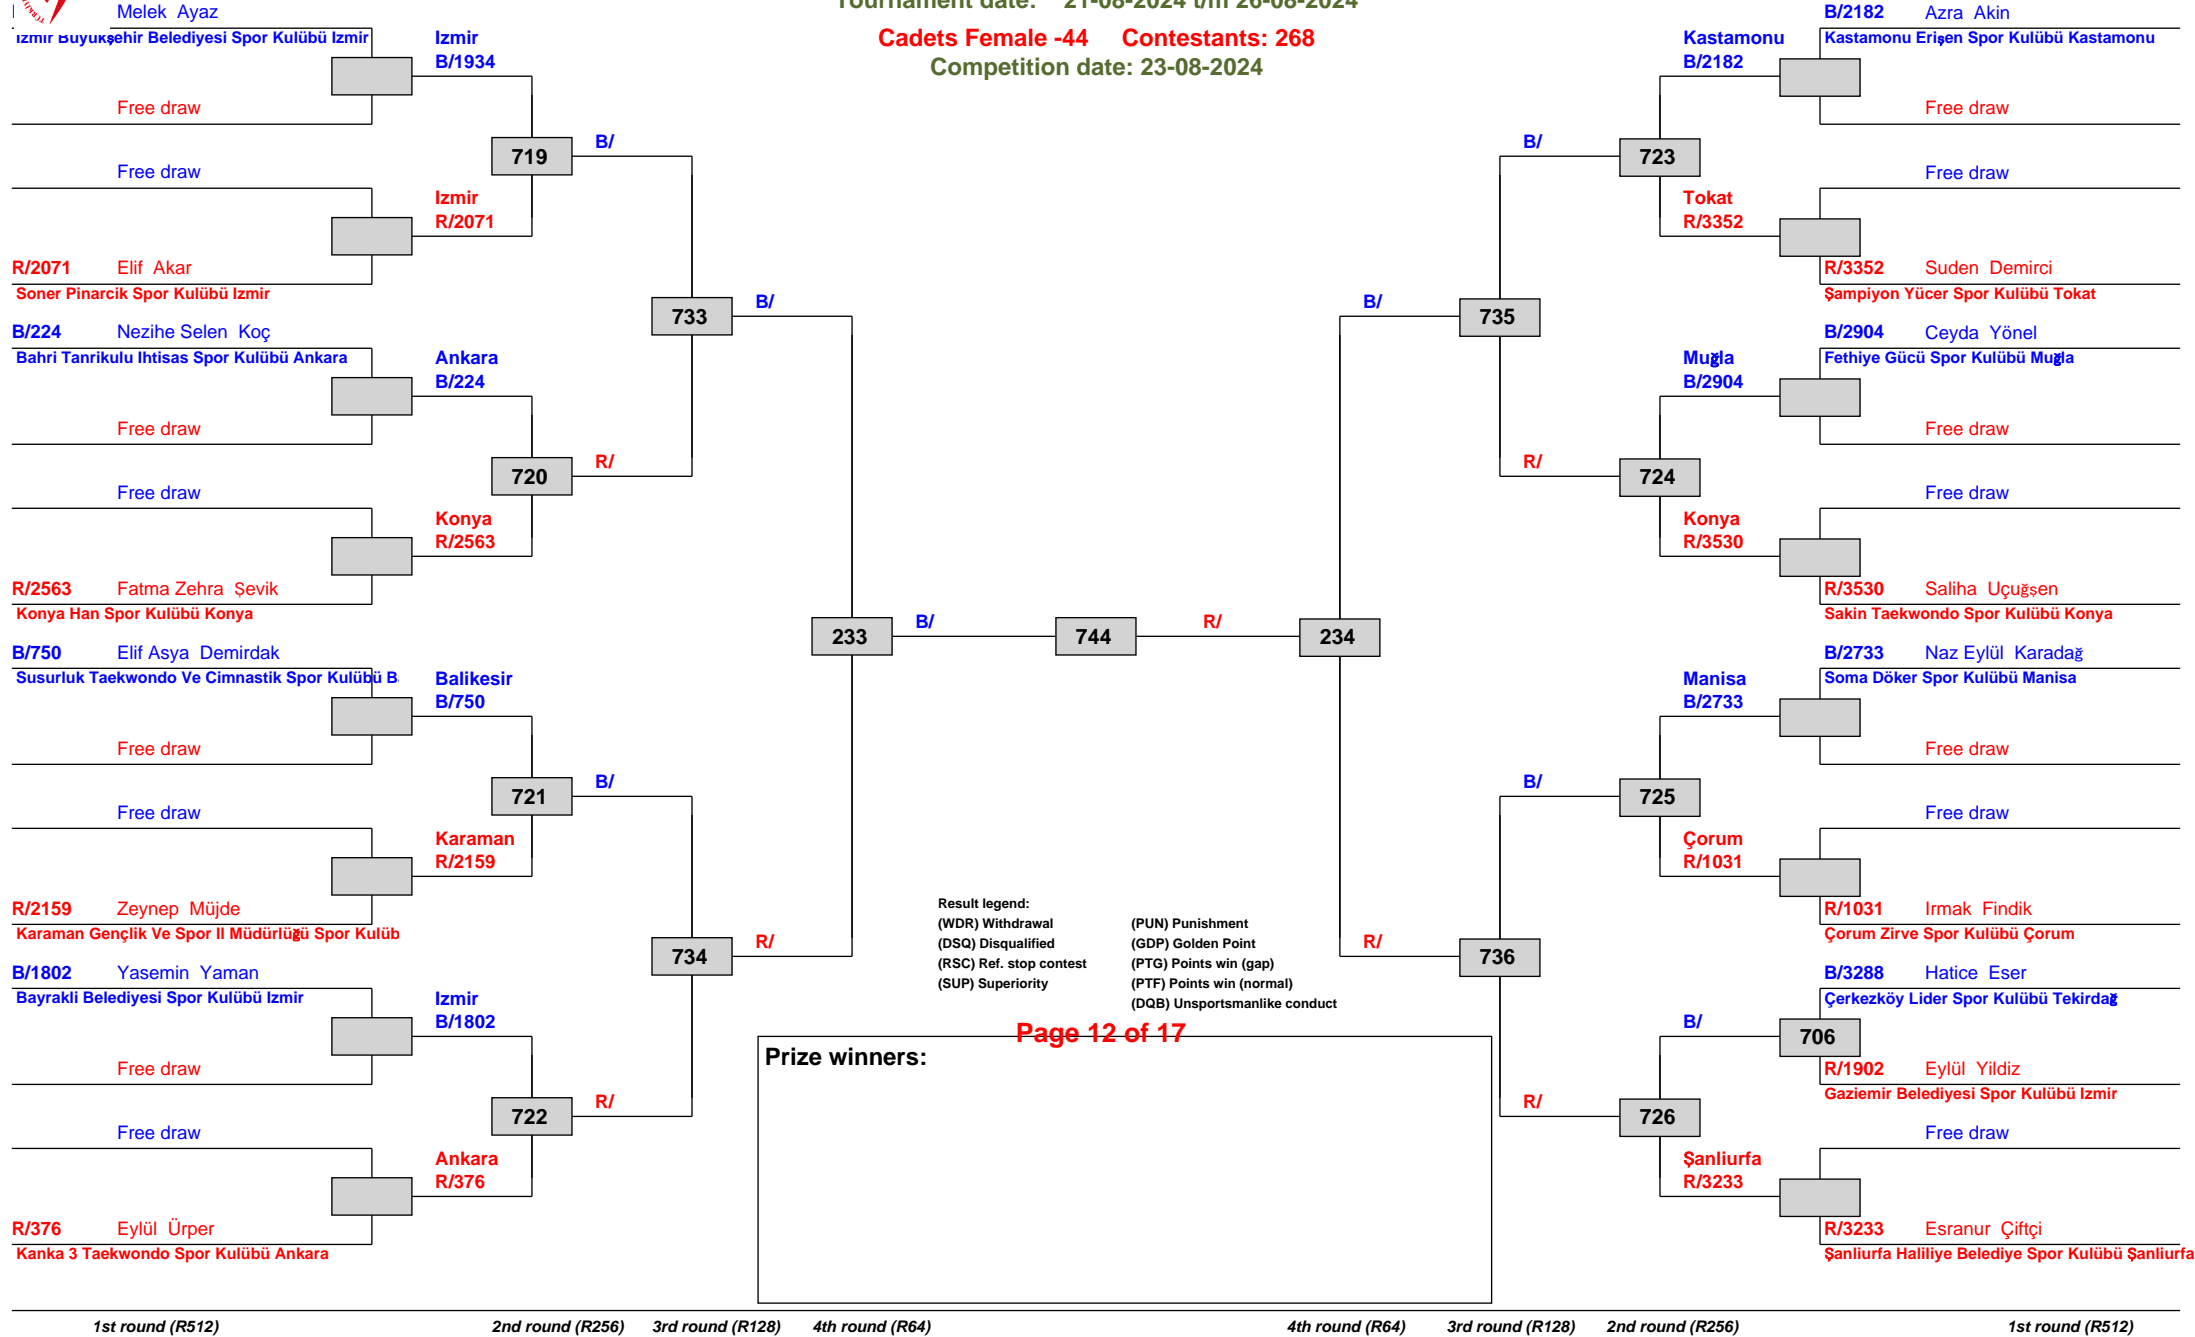 Tournament date: 21-08-2024 t/m 26-08-2024
Cadets Female -44 Contestants: 268
Competition date: 23-08-2024
Melek Ayaz
Izmir Büyükşehir Belediyesi Spor Kulübü Izmir
Izmir
B/1934
Free draw
719
B/
Free draw
Izmir
R/2071
R/2071 Elif Akar
Soner Pinarcik Spor Kulübü Izmir
733
B/
B/224 Nezihe Selen Koç
Bahri Tanrikulu Ihtisas Spor Kulübü Ankara
Ankara
B/224
Free draw
720
R/
Free draw
Konya
R/2563
R/2563 Fatma Zehra Şevik
Konya Han Spor Kulübü Konya
233
B/
744
R/
234
B/750 Elif Asya Demirdak
Susurluk Taekwondo Ve Cimnastik Spor Kulübü B
Balikesir
B/750
Free draw
721
B/
Free draw
Karaman
R/2159
R/2159 Zeynep Müjde
Karaman Gençlik Ve Spor Il Müdürlüğü Spor Kulüb
734
R/
B/1802 Yasemin Yaman
Bayrakli Belediyesi Spor Kulübü Izmir
Izmir
B/1802
Free draw
722
R/
Free draw
Ankara
R/376
R/376 Eylül Ürper
Kanka 3 Taekwondo Spor Kulübü Ankara
B/2182 Azra Akin
Kastamonu Erişen Spor Kulübü Kastamonu
Kastamonu
B/2182
Free draw
B/
723
Free draw
Tokat
R/3352
R/3352 Suden Demirci
Şampiyon Yücer Spor Kulübü Tokat
B/
735
B/2904 Ceyda Yönel
Fethiye Gücü Spor Kulübü Muğla
Muğla
B/2904
Free draw
R/
724
Free draw
Konya
R/3530
R/3530 Saliha Uçuğşen
Sakin Taekwondo Spor Kulübü Konya
B/2733 Naz Eylül Karadağ
Soma Döker Spor Kulübü Manisa
Manisa
B/2733
Free draw
B/
725
Free draw
Çorum
R/1031
R/1031 Irmak Findik
Çorum Zirve Spor Kulübü Çorum
R/
736
B/3288 Hatice Eser
Çerkezköy Lider Spor Kulübü Tekirdağ
B/
706
R/1902 Eylül Yildiz
Gaziemir Belediyesi Spor Kulübü Izmir
R/
726
Free draw
Şanliurfa
R/3233
R/3233 Esranur Çiftçi
Şanliurfa Haliliye Belediye Spor Kulübü Şanliurfa
Result legend:
(WDR) Withdrawal (PUN) Punishment
(DSQ) Disqualified (GDP) Golden Point
(RSC) Ref. stop contest (PTG) Points win (gap)
(SUP) Superiority (PTF) Points win (normal)
(DQB) Unsportsmanlike conduct
Page 12 of 17
Prize winners:
1st round (R512) 2nd round (R256) 3rd round (R128) 4th round (R64) 4th round (R64) 3rd round (R128) 2nd round (R256) 1st round (R512)